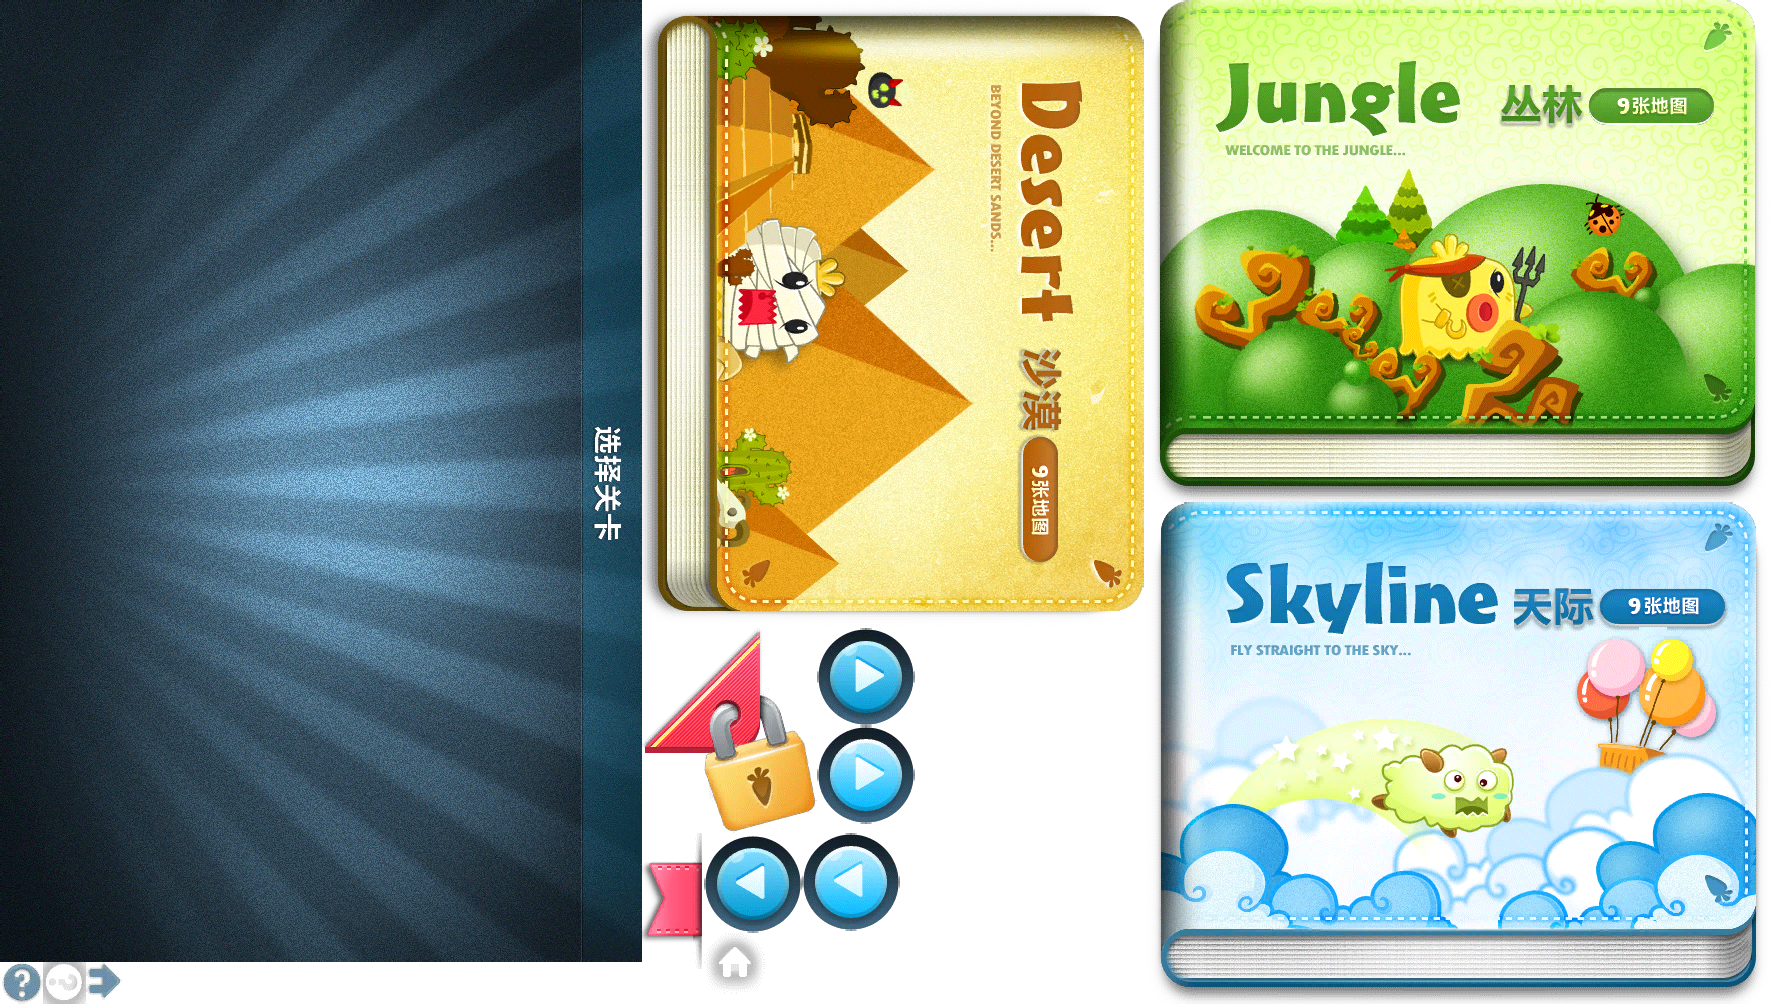 选择关卡
Desert 沙漠 9张地图
BEYOND DESERT SANDS...
Jungle 丛林 9张地图
WELCOME TO THE JUNGLE...
Skyline 天际 9张地图
FLY STRAIGHT TO THE SKY...
?